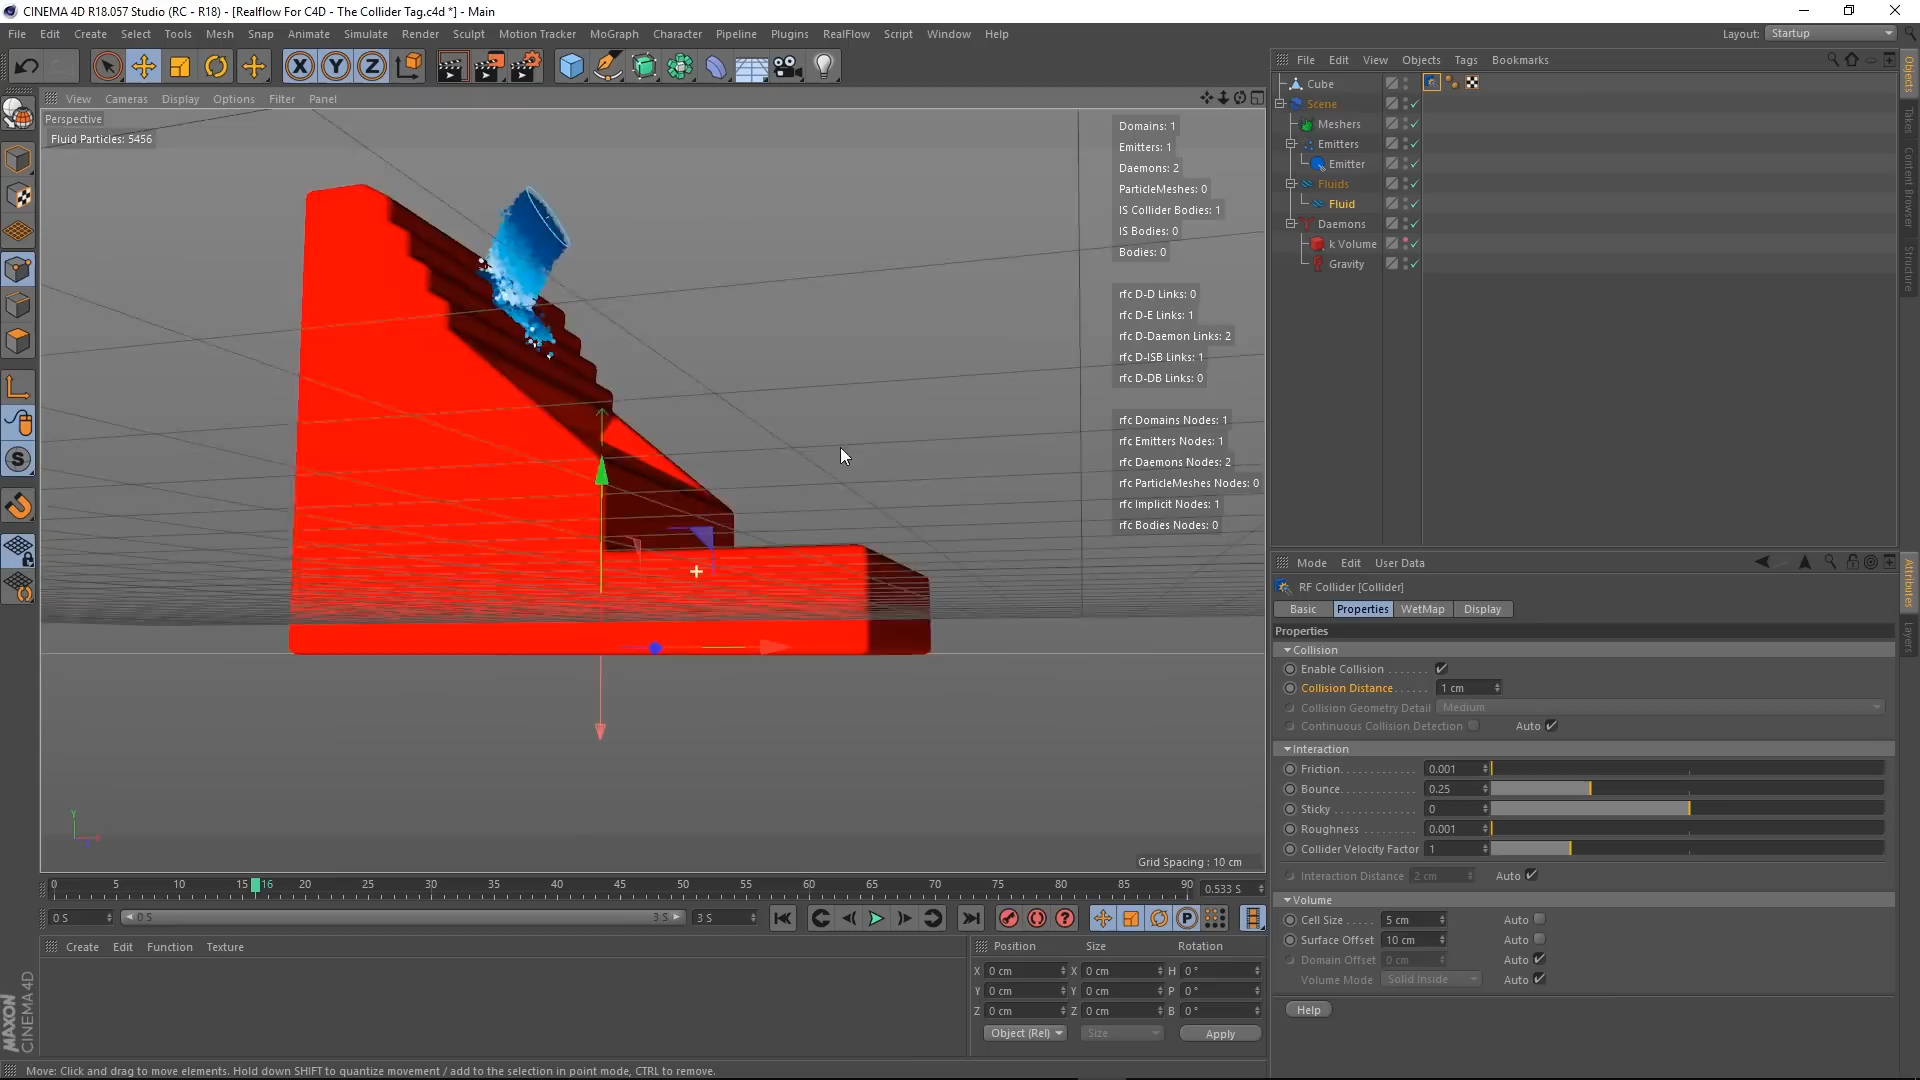 CINEMA 4D R18.057 Studio (RC - R18) - [Realflow For C4D - The Collider Tag.c4d *] - Main
File Edit Create Select Tools Mesh Snap Animate Simulate Render Sculpt Motion Tracker MoGraph Character Pipeline Plugins RealFlow Script Window Help
Layout: Startup
View Cameras Display Options Filter Panel
Perspective
Fluid Particles: 5456
Domains: 1
Emitters: 1
Daemons: 2
ParticleMeshes: 0
IS Collider Bodies: 1
IS Bodies: 0
Bodies: 0
rfc D-D Links: 0
rfc D-E Links: 1
rfc D-Daemon Links: 2
rfc D-ISB Links: 1
rfc D-DB Links: 0
rfc Domains Nodes: 1
rfc Emitters Nodes: 1
rfc Daemons Nodes: 2
rfc ParticleMeshes Nodes: 0
rfc Implicit Nodes: 1
rfc Bodies Nodes: 0
Y
Grid Spacing : 10 cm
0 5 10 15 16 20 25 30 35 40 45 50 55 60 65 70 75 80 85 90 0.533 S
0 S 0 S 3 S 3 S
Create Edit Function Texture
Position Size Rotation
X 0 cm X 0 cm H 0 °
Y 0 cm Y 0 cm P 0 °
Z 0 cm Z 0 cm B 0 °
Object (Rel) Size Apply
MAXON
CINEMA 4D
Move: Click and drag to move elements. Hold down SHIFT to quantize movement / add to the selection in point mode, CTRL to remove.
File Edit View Objects Tags Bookmarks
Cube
Scene
Meshers
Emitters
Emitter
Fluids
Fluid
Daemons
k Volume
Gravity
Objects
Takes
Content Browser
Structure
Mode Edit User Data
RF Collider [Collider]
Basic Properties WetMap Display
Properties
Collision
Enable Collision
Collision Distance 1 cm
Collision Geometry Detail Medium
Continuous Collision Detection Auto
Interaction
Friction 0.001
Bounce 0.25
Sticky 0
Roughness 0.001
Collider Velocity Factor 1
Interaction Distance 2 cm Auto
Volume
Cell Size 5 cm Auto
Surface Offset 10 cm Auto
Domain Offset 0 cm Auto
Volume Mode Solid Inside Auto
Help
Attributes
Layers